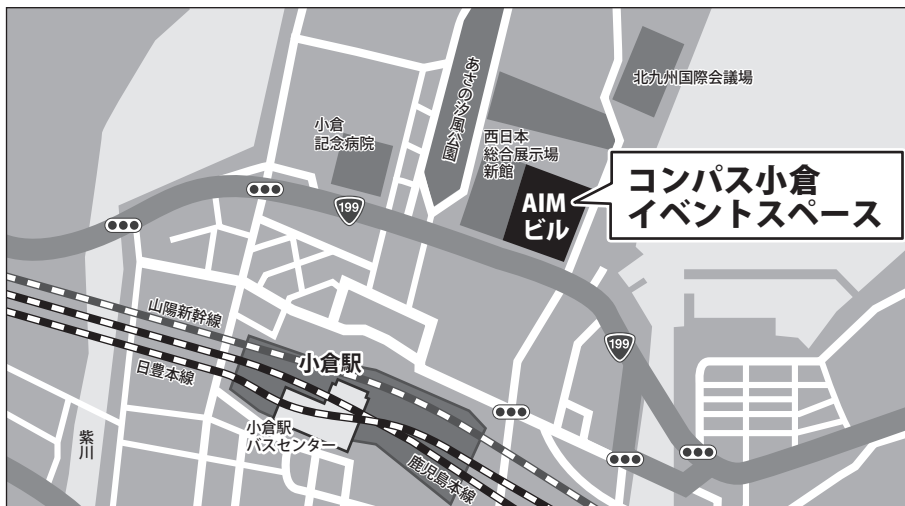 あさの汐風公園
北九州国際会議場
小倉
記念病院
西日本
総合展示場
新館
コンパス小倉
イベントスペース
AIM
ビル
199
山陽新幹線
199
小倉駅
日豊本線
小倉駅
バスセンター
紫川
鹿児島本線